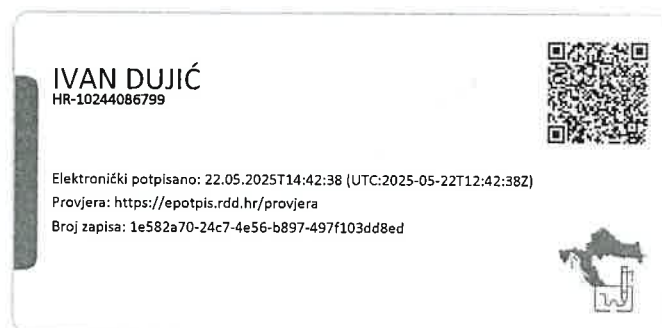 IVAN DUJIĆ
HR-10244086799
Elektronički potpisano: 22.05.2025T14:42:38 (UTC:2025-05-22T12:42:38Z)
Provjera: https://epotpis.rdd.hr/provjera
Broj zapisa: 1e582a70-24c7-4e56-b897-497f103dd8ed